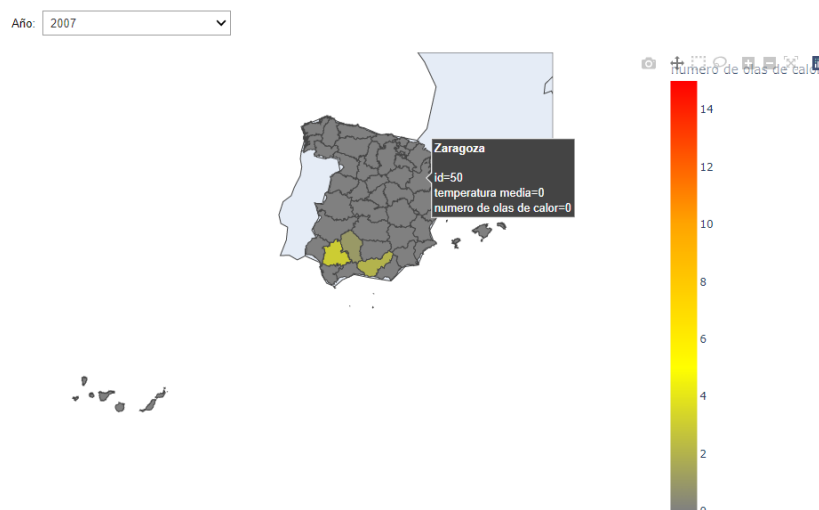 Año: 2007
numero de olas de calor
14
12
10
8
6
4
2
0
Zaragoza
id=50
temperatura media=0
numero de olas de calor=0